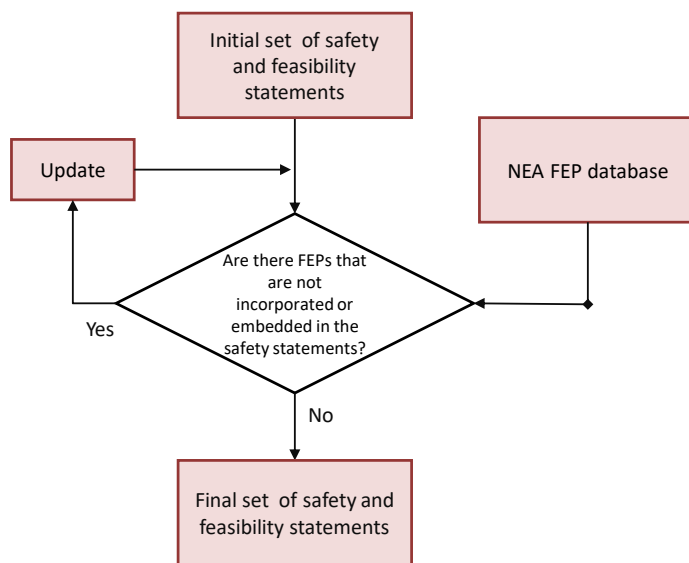 Initial set of safety
and feasibility
statements
Update
NEA FEP database
Are there FEPs that
are not
incorporated or
embedded in the
safety statements?
Yes
No
Final set of safety and
feasibility statements